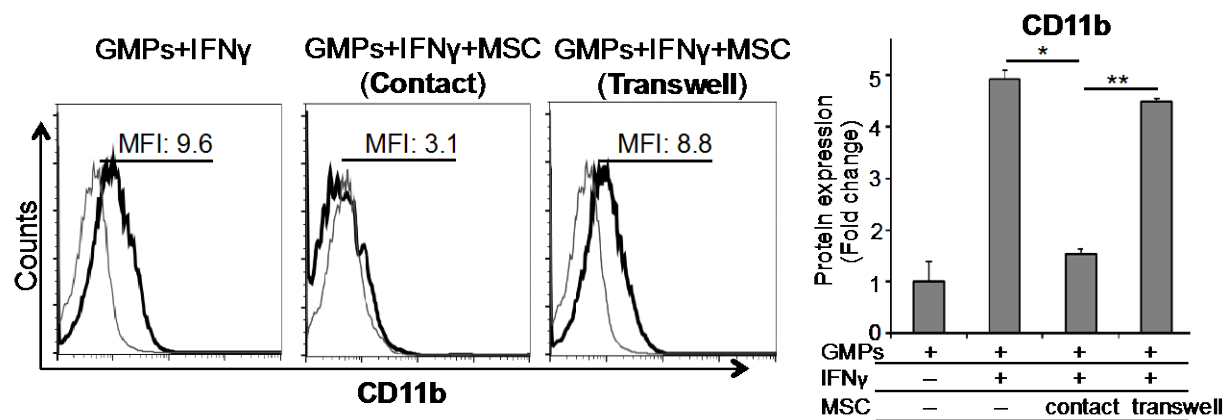 GMPs+IFNγ
GMPs+IFNγ+MSC
(Contact)
GMPs+IFNγ+MSC
(Transwell)
MFI: 9.6
MFI: 3.1
MFI: 8.8
Counts
CD11b
CD11b
Protein expression
(Fold change)
5
4
3
2
1
0
*
**
GMPs + + + +
IFNγ – + + +
MSC – – contact transwell